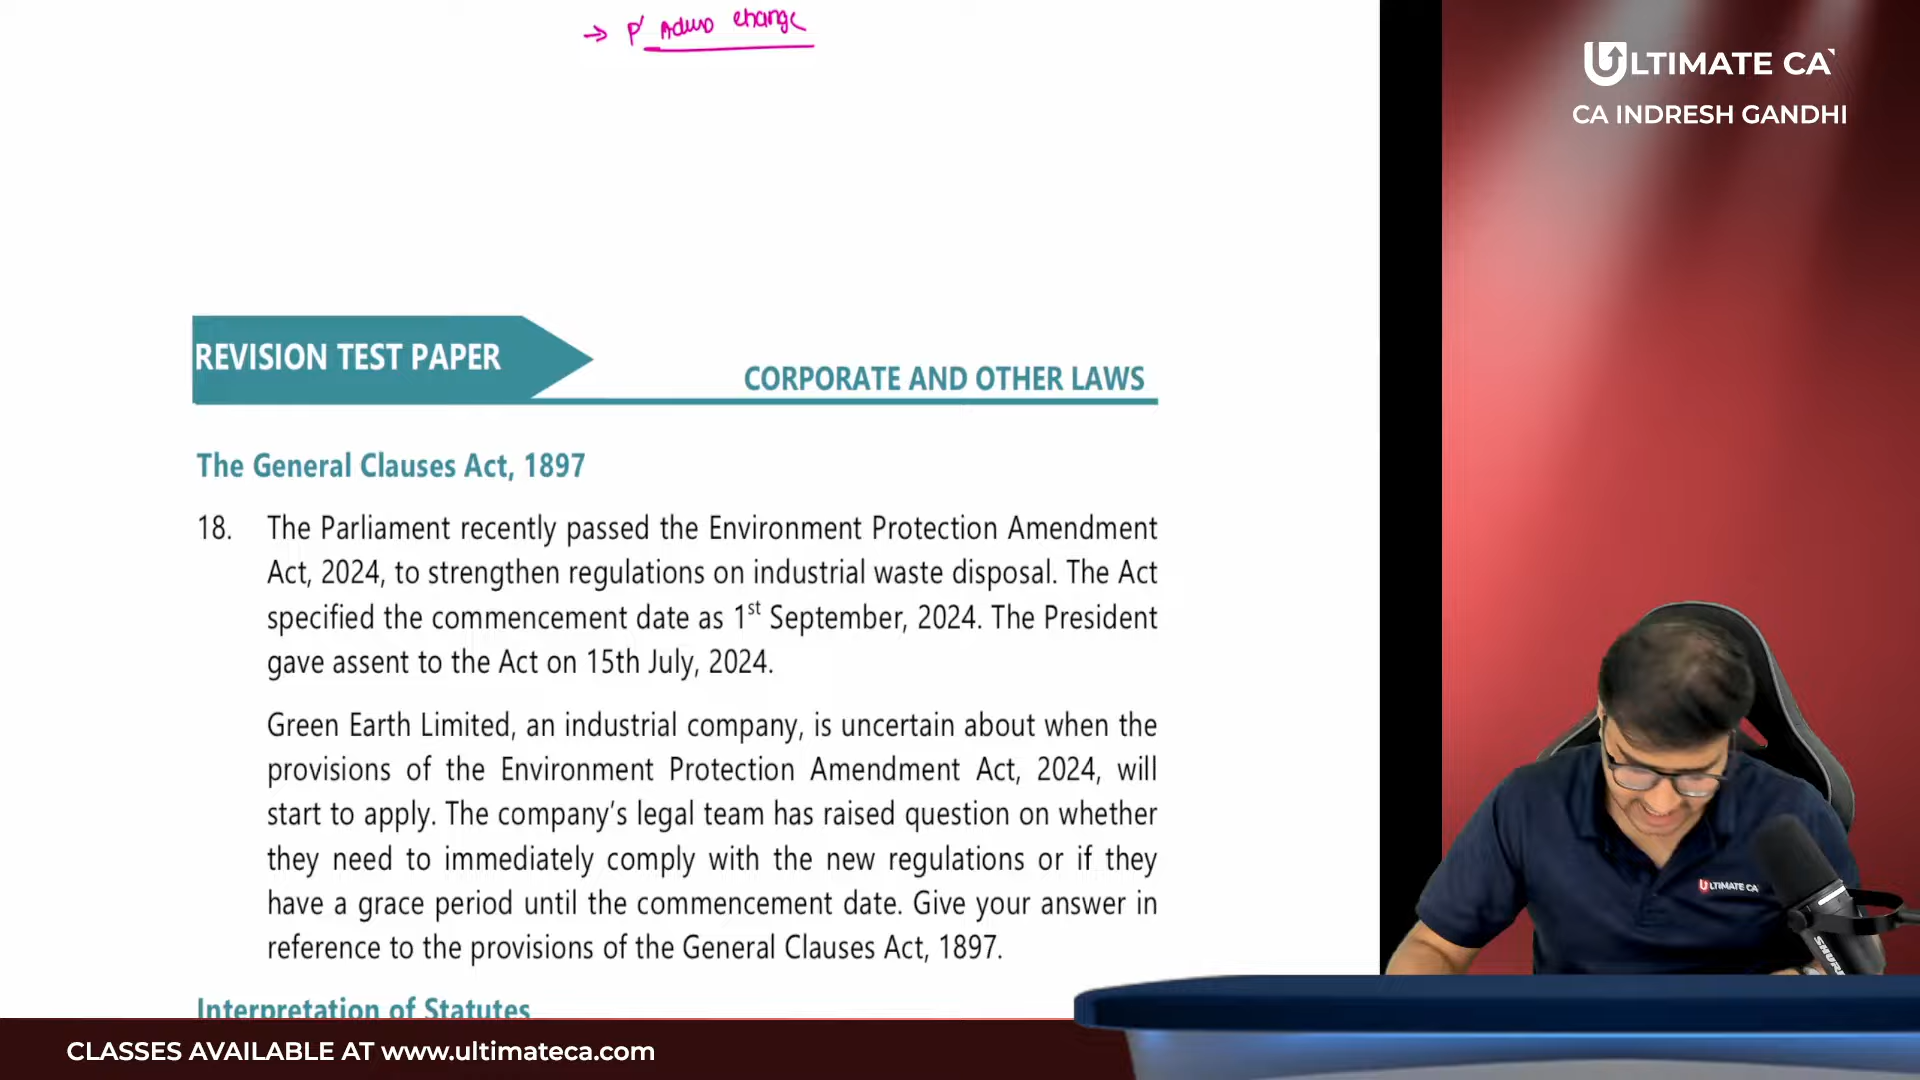 → P' Adwo change
ULTIMATE CA
CA INDRESH GANDHI
REVISION TEST PAPER
CORPORATE AND OTHER LAWS
The General Clauses Act, 1897
18. The Parliament recently passed the Environment Protection Amendment
Act, 2024, to strengthen regulations on industrial waste disposal. The Act
specified the commencement date as 1st September, 2024. The President
gave assent to the Act on 15th July, 2024.
Green Earth Limited, an industrial company, is uncertain about when the
provisions of the Environment Protection Amendment Act, 2024, will
start to apply. The company's legal team has raised question on whether
they need to immediately comply with the new regulations or if they
have a grace period until the commencement date. Give your answer in
reference to the provisions of the General Clauses Act, 1897.
Interpretation of Statutes
ULTIMATE CA
SHURE
CLASSES AVAILABLE AT www.ultimateca.com